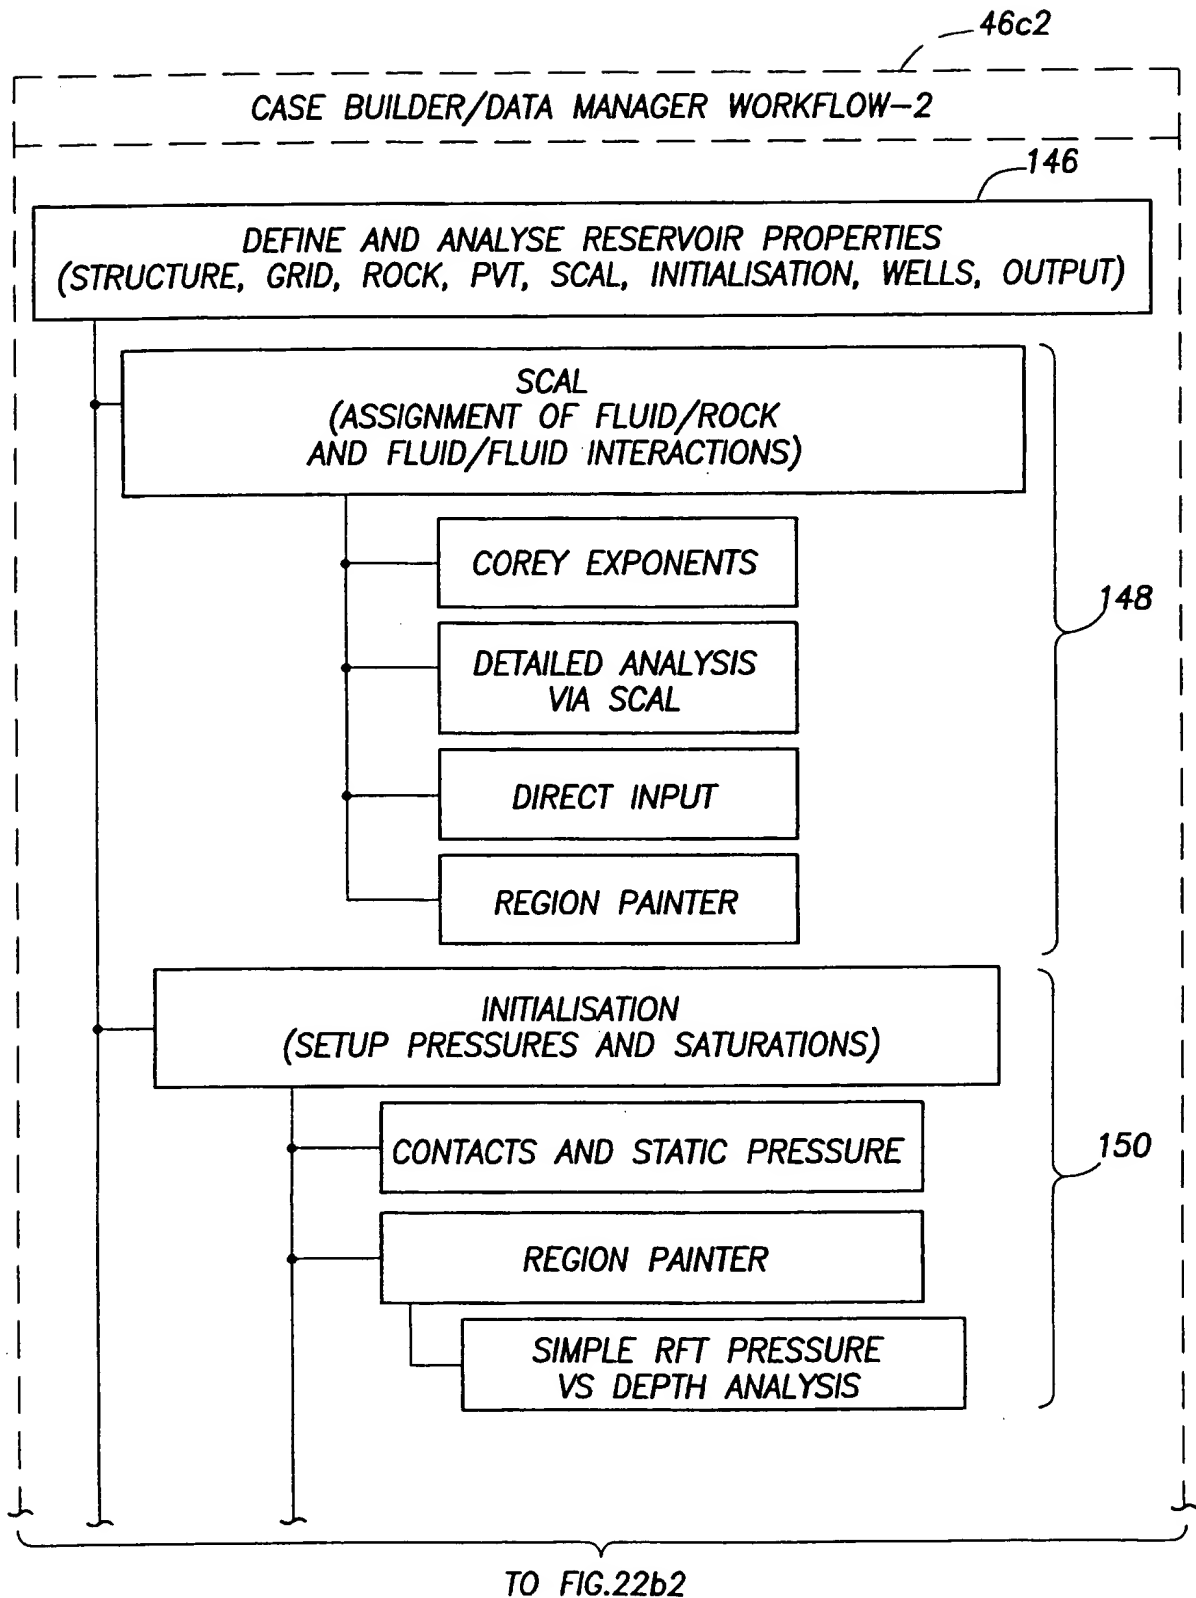 46c2
CASE BUILDER/DATA MANAGER WORKFLOW-2
146
DEFINE AND ANALYSE RESERVOIR PROPERTIES
(STRUCTURE, GRID, ROCK, PVT, SCAL, INITIALISATION, WELLS, OUTPUT)
SCAL
(ASSIGNMENT OF FLUID/ROCK
AND FLUID/FLUID INTERACTIONS)
COREY EXPONENTS
DETAILED ANALYSIS
VIA SCAL
148
DIRECT INPUT
REGION PAINTER
INITIALISATION
(SETUP PRESSURES AND SATURATIONS)
CONTACTS AND STATIC PRESSURE
150
REGION PAINTER
SIMPLE RFT PRESSURE
VS DEPTH ANALYSIS
TO FIG.22b2